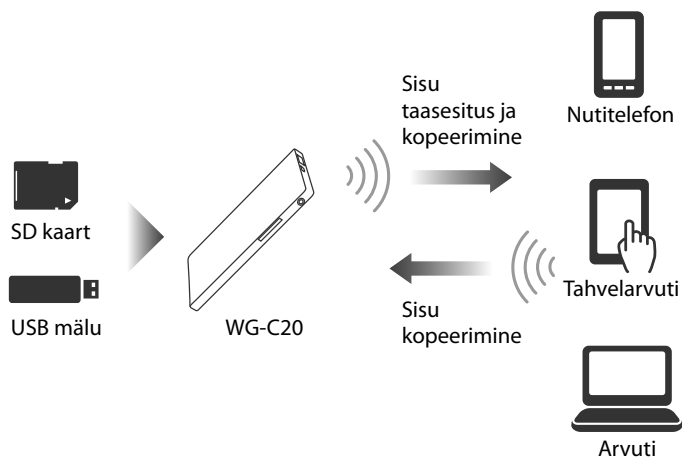 SD kaart
USB mälu
WG-C20
Sisu
taasesitus ja
kopeerimine
Sisu
kopeerimine
Nutitelefon
Tahvelarvuti
Arvuti